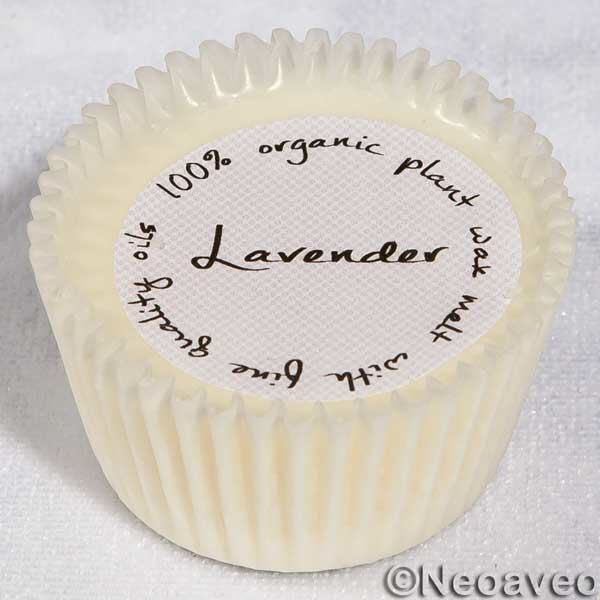 100% organic plant wax melt with fine quality oils
Lavender
©Neoaveo